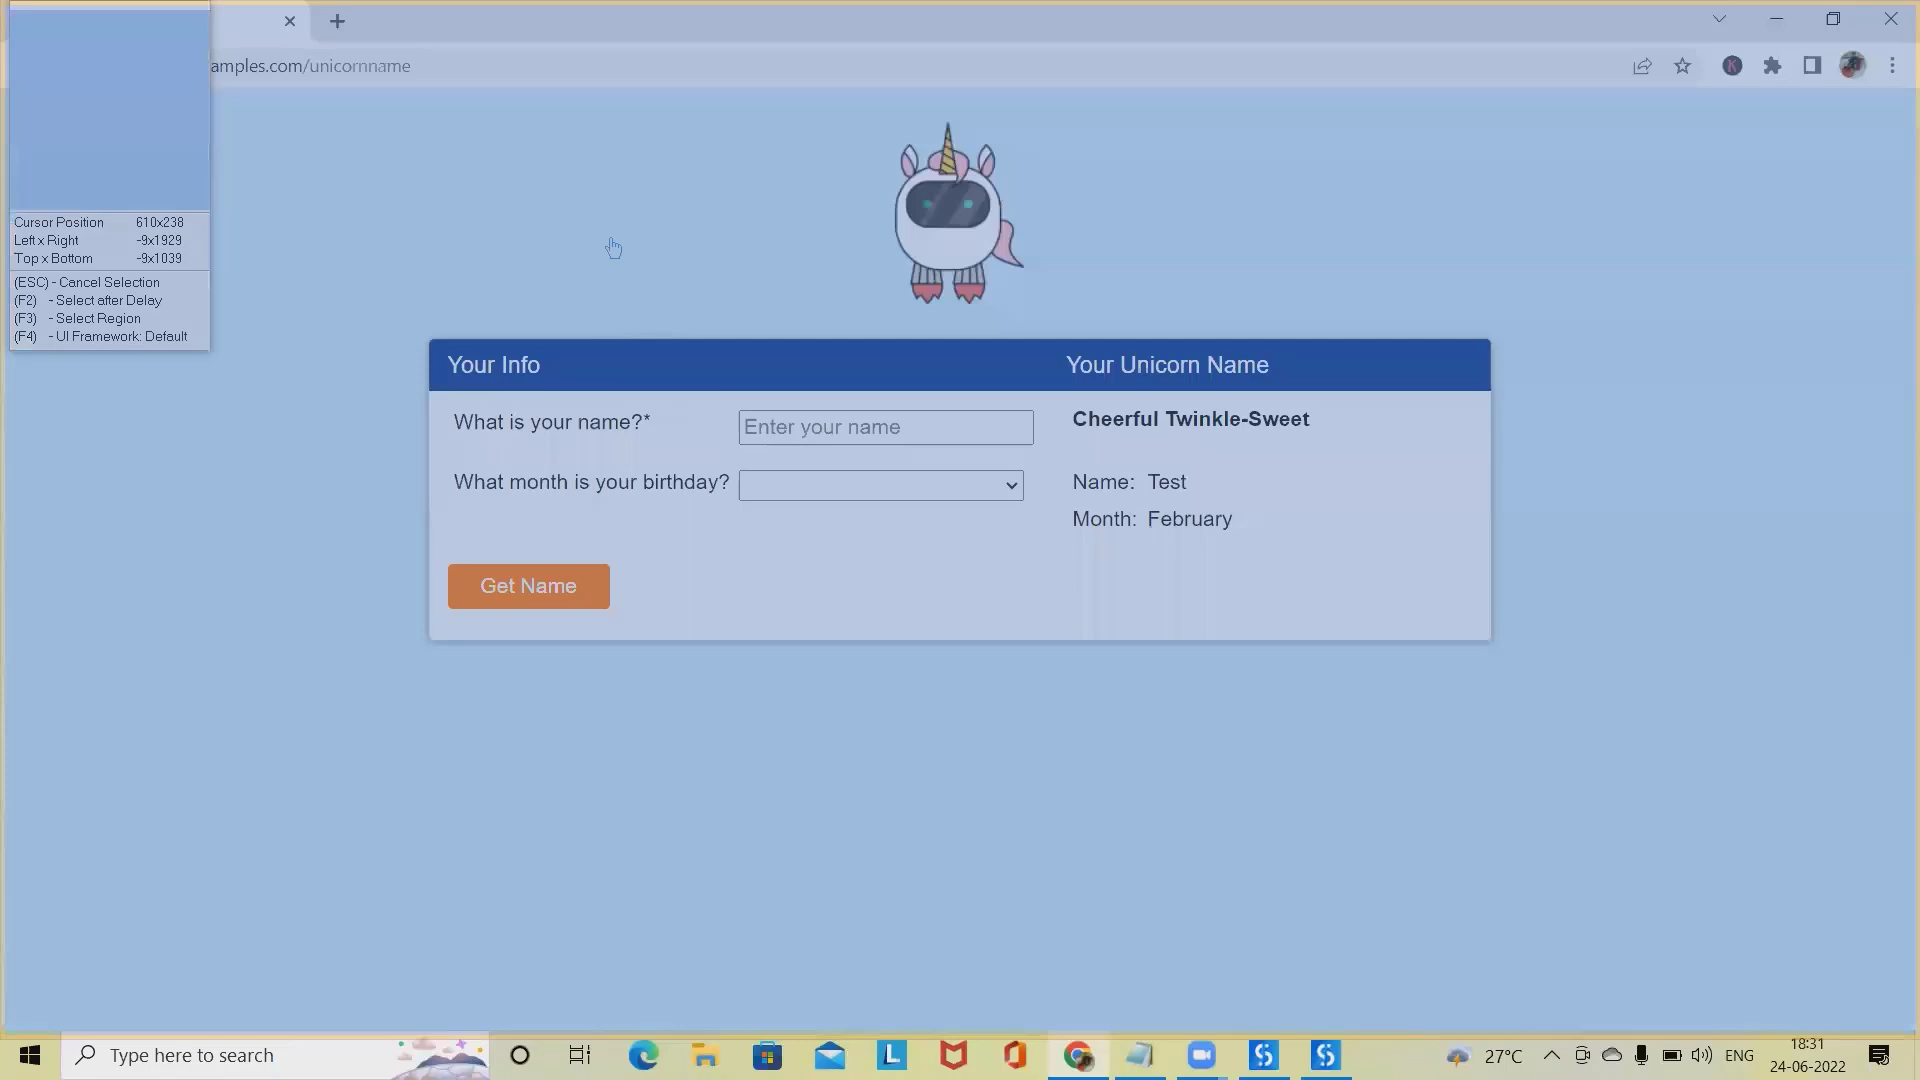 amples.com/unicornname
K
Cursor Position 610x238
Left x Right -9x1929
Top x Bottom -9x1039
(ESC) - Cancel Selection
(F2) - Select after Delay
(F3) - Select Region
(F4) - UI Framework: Default
Your Info Your Unicorn Name
What is your name?* Enter your name Cheerful Twinkle-Sweet
What month is your birthday? Name: Test
Month: February
Get Name
Type here to search L 27°C ENG 18:31
24-06-2022